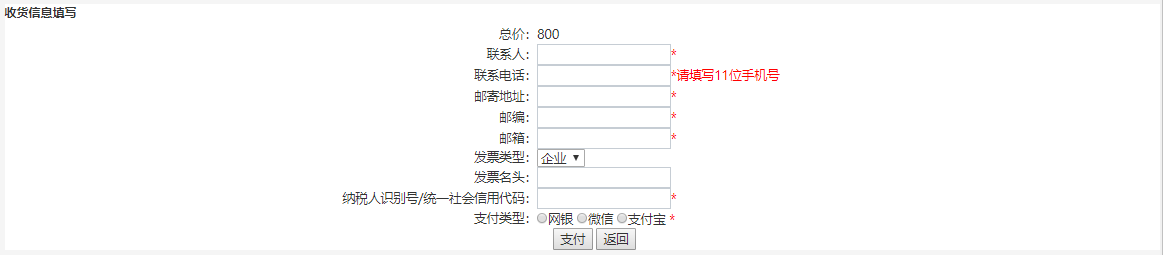 收货信息填写
总价：800
联系人：*
联系电话：*请填写11位手机号
邮寄地址：*
邮编：*
邮箱：*
发票类型：企业
发票名头：
纳税人识别号/统一社会信用代码：*
支付类型：网银 微信 支付宝 *
支付 返回